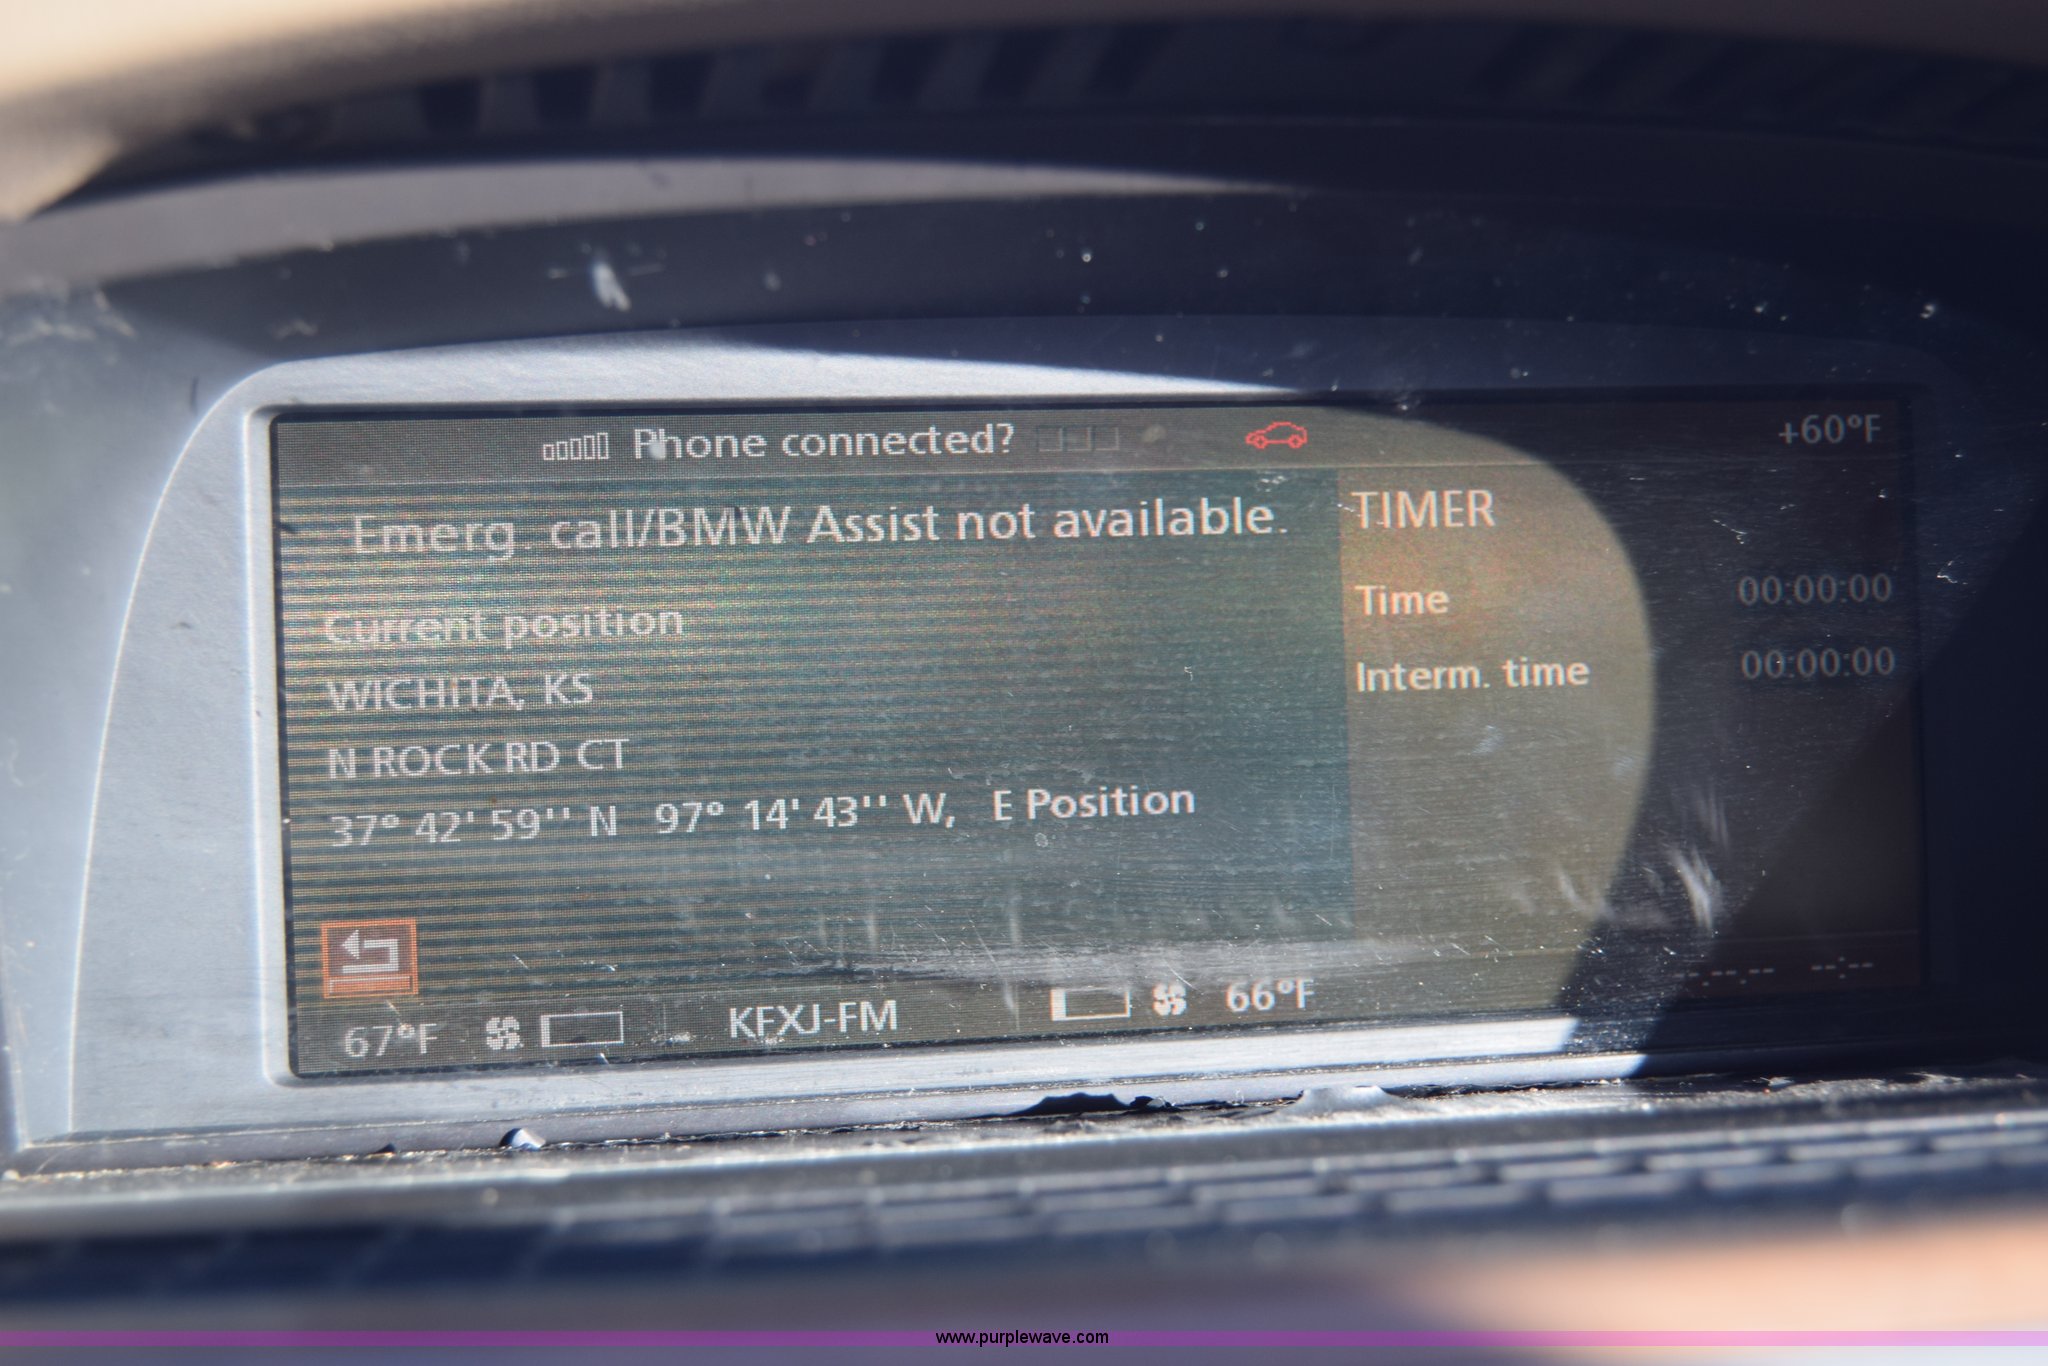 Phone connected?
+60°F
Emerg. call/BMW Assist not available.
TIMER
Current position
Time 00:00:00
WICHITA, KS
Interm. time 00:00:00
N ROCK RD CT
37° 42' 59'' N 97° 14' 43'' W, E Position
67°F KFXJ-FM 66°F
--.--.-- --:--
www.purplewave.com